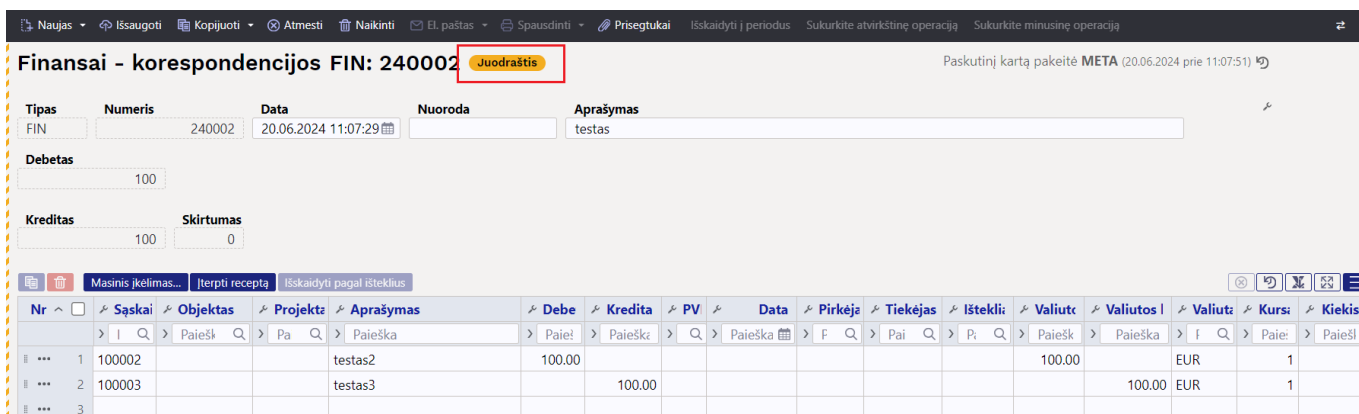 Naujas Išsaugoti Kopijuoti Atmesti Naikinti El. paštas Spausdinti Prisegtukai Išskaidyti į periodus Sukurkite atvirkštinę operaciją Sukurkite minusinę operaciją
Finansai - korespondencijos FIN: 240002 Juodraštis Paskutinį kartą pakeitė META (20.06.2024 prie 11:07:51)
Tipas Numeris Data Nuoroda Aprašymas
FIN 240002 20.06.2024 11:07:29 testas
Debetas
100
Kreditas Skirtumas
100 0
Masinis įkėlimas... Įterpti receptą Išskaidyti pagal išteklius
Nr Sąskai Objektas Projekta Aprašymas Debe Kredita PVI Data Pirkėja Tiekėjas Ištekliа Valiutc Valiutos l Valiuta Kursa Kiekis
Paiešk Pa Paieška Paieš Paieška Paieška Pai Paiešk Paieška Paie Paiešl
1 100002 testas2 100.00 100.00 EUR 1
2 100003 testas3 100.00 100.00 EUR 1
3